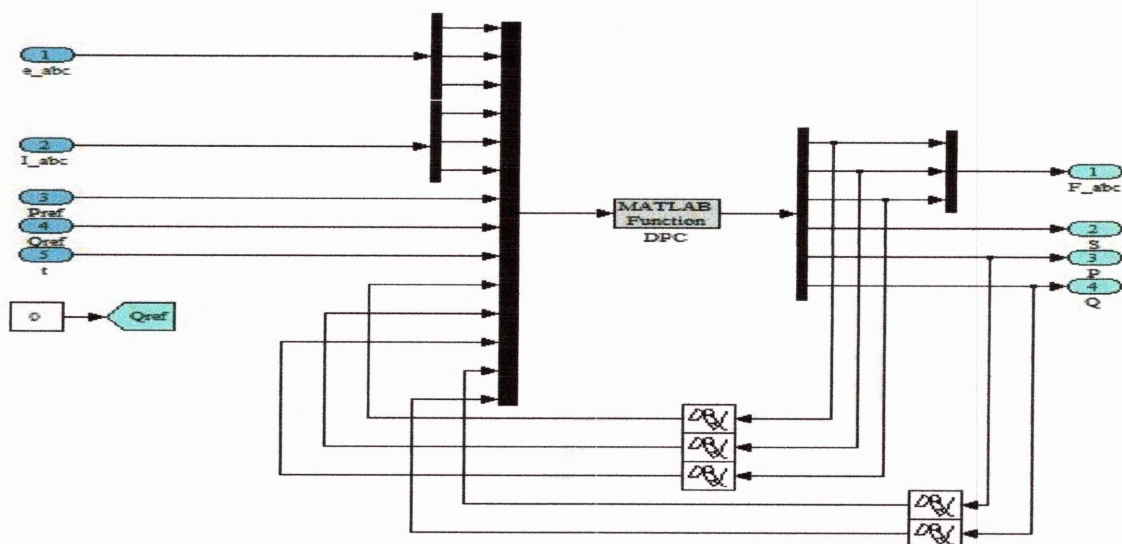 1
e_abc
2
I_abc
3
Pref
4
Qref
5
t
0
Qref
MATLAB
Function
DPC
1
F_abc
2
S
3
P
4
Q